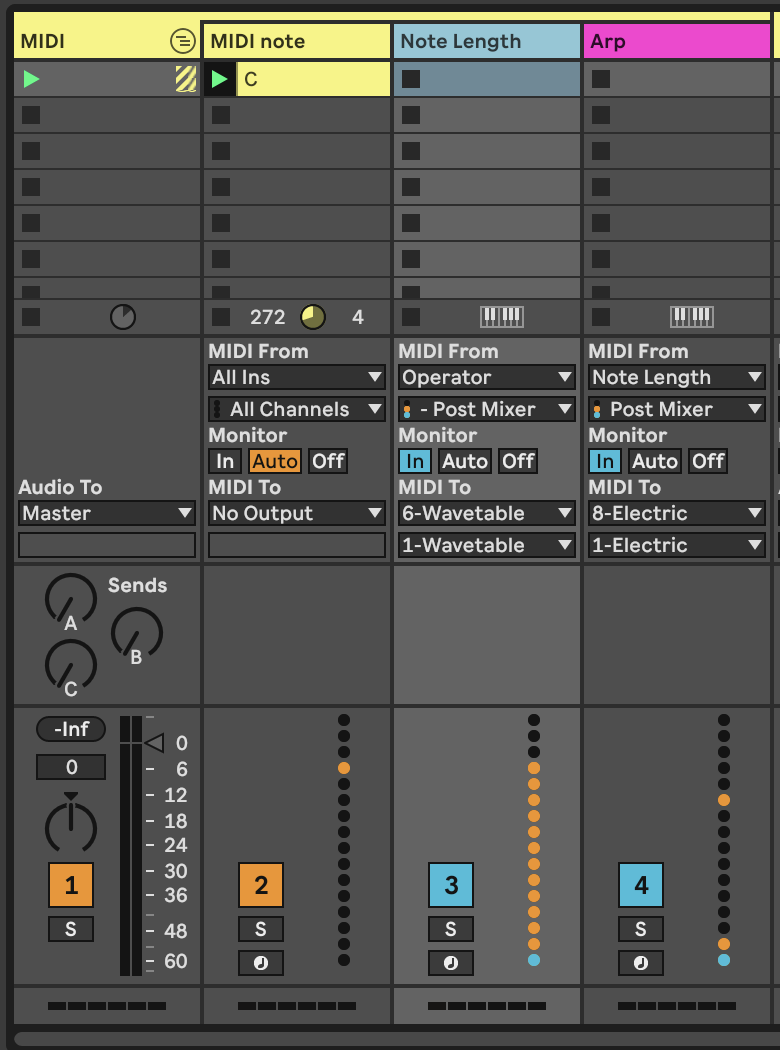 MIDI
MIDI note
Note Length
Arp
C
272
4
MIDI From
MIDI From
MIDI From
All Ins
Operator
Note Length
All Channels
- Post Mixer
Post Mixer
Monitor
Monitor
Monitor
In Auto Off
In Auto Off
In Auto Off
Audio To
MIDI To
MIDI To
MIDI To
Master
No Output
6-Wavetable
8-Electric
1-Wavetable
1-Electric
Sends
A
B
C
-Inf
0
0
6
12
18
24
30
36
48
60
1
2
3
4
S
S
S
S